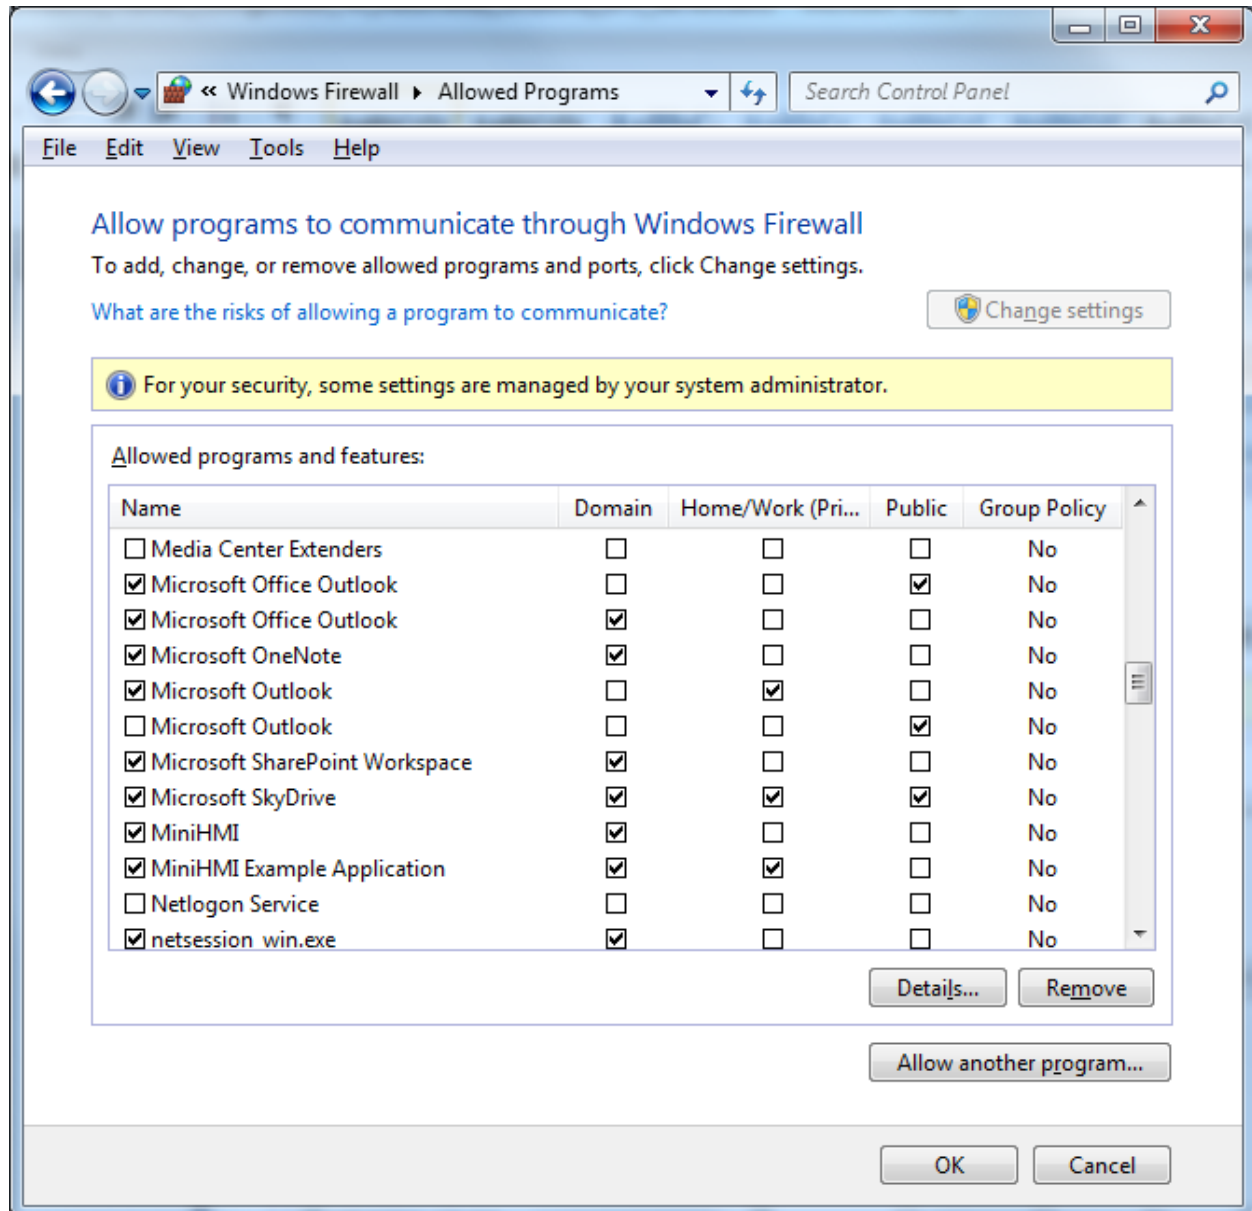 « Windows Firewall ▸ Allowed Programs Search Control Panel
File Edit View Tools Help
Allow programs to communicate through Windows Firewall
To add, change, or remove allowed programs and ports, click Change settings.
What are the risks of allowing a program to communicate? Change settings
For your security, some settings are managed by your system administrator.
Allowed programs and features:
Name Domain Home/Work (Pri... Public Group Policy
Media Center Extenders No
Microsoft Office Outlook No
Microsoft Office Outlook No
Microsoft OneNote No
Microsoft Outlook No
Microsoft Outlook No
Microsoft SharePoint Workspace No
Microsoft SkyDrive No
MiniHMI No
MiniHMI Example Application No
Netlogon Service No
netsession_win.exe No
Details... Remove
Allow another program...
OK Cancel